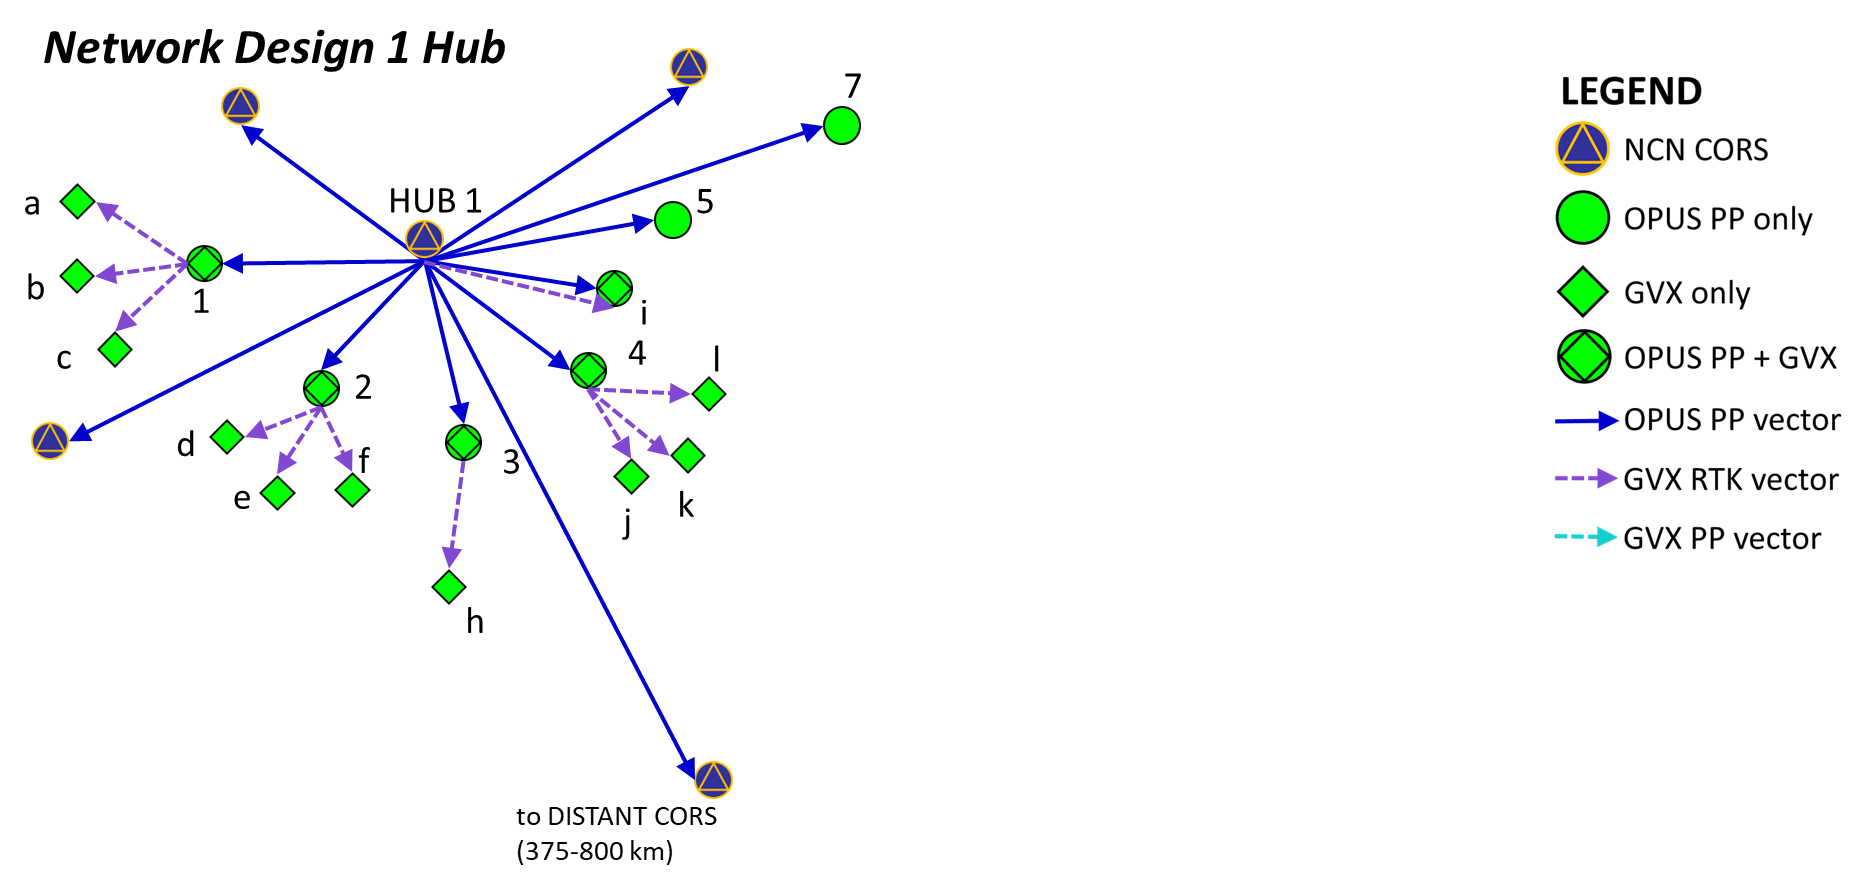 Network Design 1 Hub
7
LEGEND
NCN CORS
OPUS PP only
GVX only
OPUS PP + GVX
OPUS PP vector
GVX RTK vector
GVX PP vector
HUB 1
5
a
b
1
c
i
4
l
2
d
e
f
3
j
k
h
to DISTANT CORS
(375-800 km)